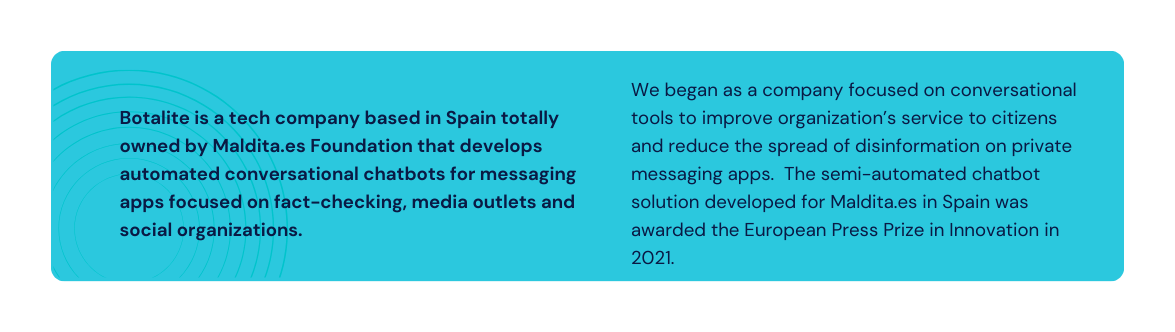 Botalite is a tech company based in Spain totally
owned by Maldita.es Foundation that develops
automated conversational chatbots for messaging
apps focused on fact-checking, media outlets and
social organizations.
We began as a company focused on conversational
tools to improve organization’s service to citizens
and reduce the spread of disinformation on private
messaging apps.  The semi-automated chatbot
solution developed for Maldita.es in Spain was
awarded the European Press Prize in Innovation in
2021.